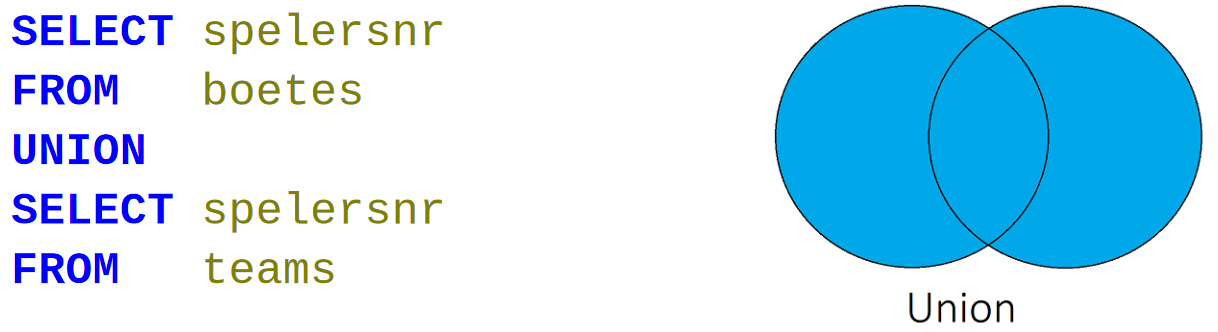 SELECT spelersnr
FROM boetes
UNION
SELECT spelersnr
FROM teams
Union